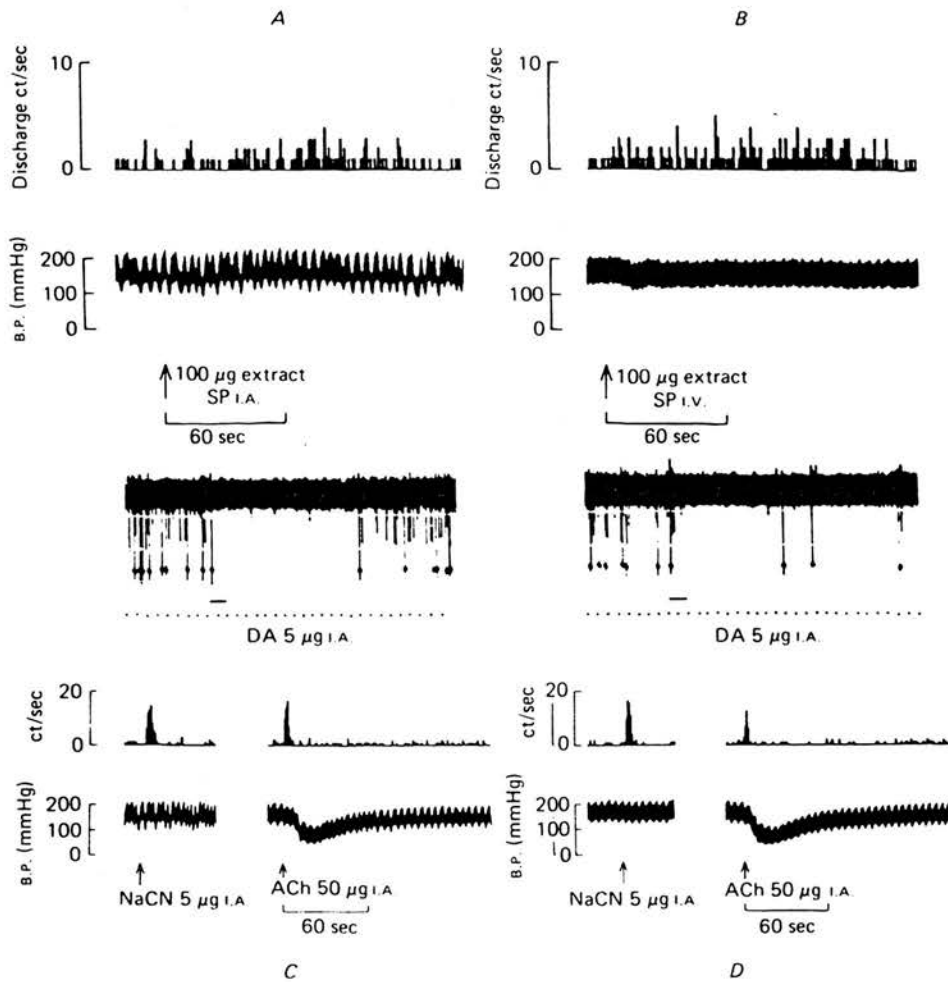 A
B
Discharge ct/sec
10
0
Discharge ct/sec
10
0
B.P. (mmHg)
200
100
0
B.P. (mmHg)
200
100
0
100 µg extract
SP I.A.
60 sec
100 µg extract
SP I.V.
60 sec
DA 5 µg I.A.
DA 5 µg I.A.
ct/sec
20
0
ct/sec
20
0
B.P. (mmHg)
200
100
0
B.P. (mmHg)
200
100
0
NaCN 5 µg I.A
ACh 50 µg I.A
60 sec
NaCN 5 µg I.A
ACh 50 µg I.A.
60 sec
C
D